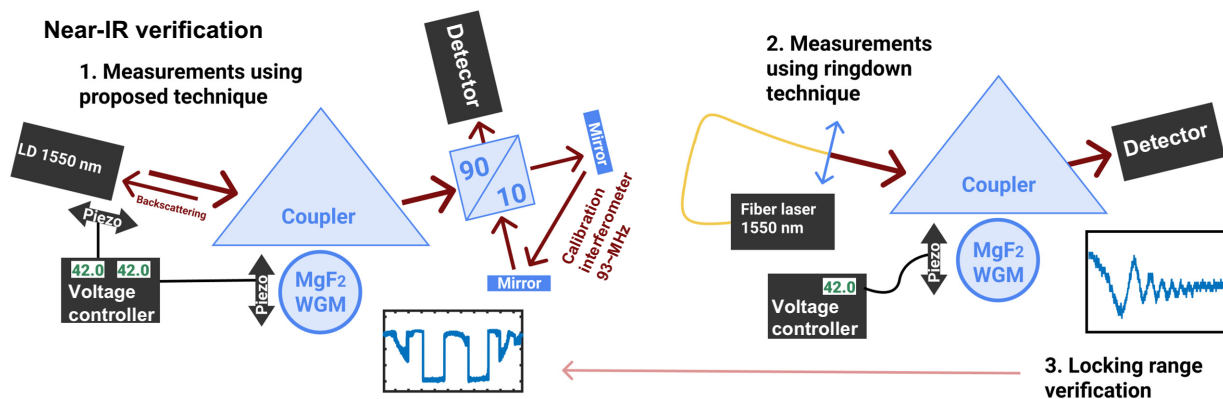 Near-IR verification
1. Measurements using
proposed technique
LD 1550 nm
Backscattering
Piezo
42.0 42.0
Voltage
controller
Piezo
Coupler
MgF2
WGM
Detector
90
10
Mirror
Mirror
Calibration
interferometer
93~MHz
2. Measurements
using ringdown
technique
Fiber laser
1550 nm
Coupler
Detector
Piezo
MgF2
WGM
42.0
Voltage
controller
3. Locking range
verification